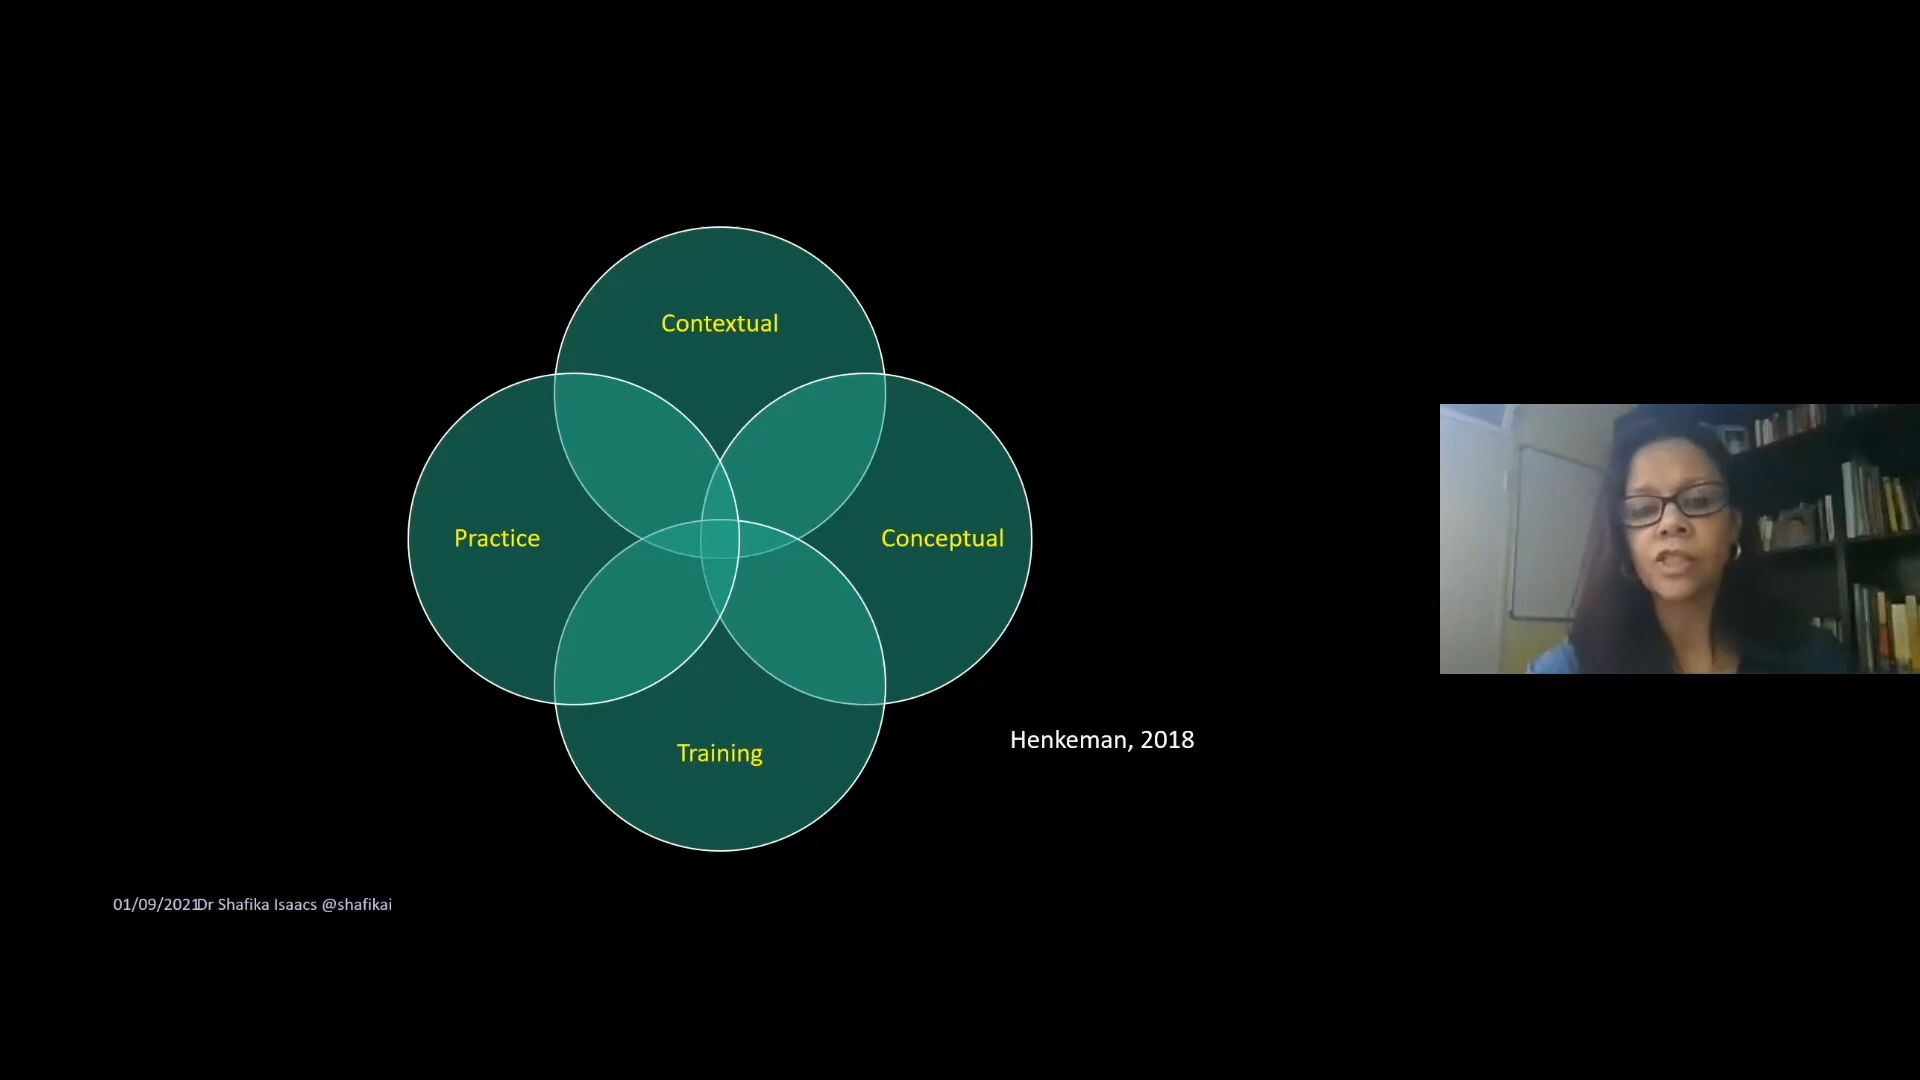 Contextual
Practice
Conceptual
Training
Henkeman, 2018
01/09/2021Dr Shafika Isaacs @shafikai